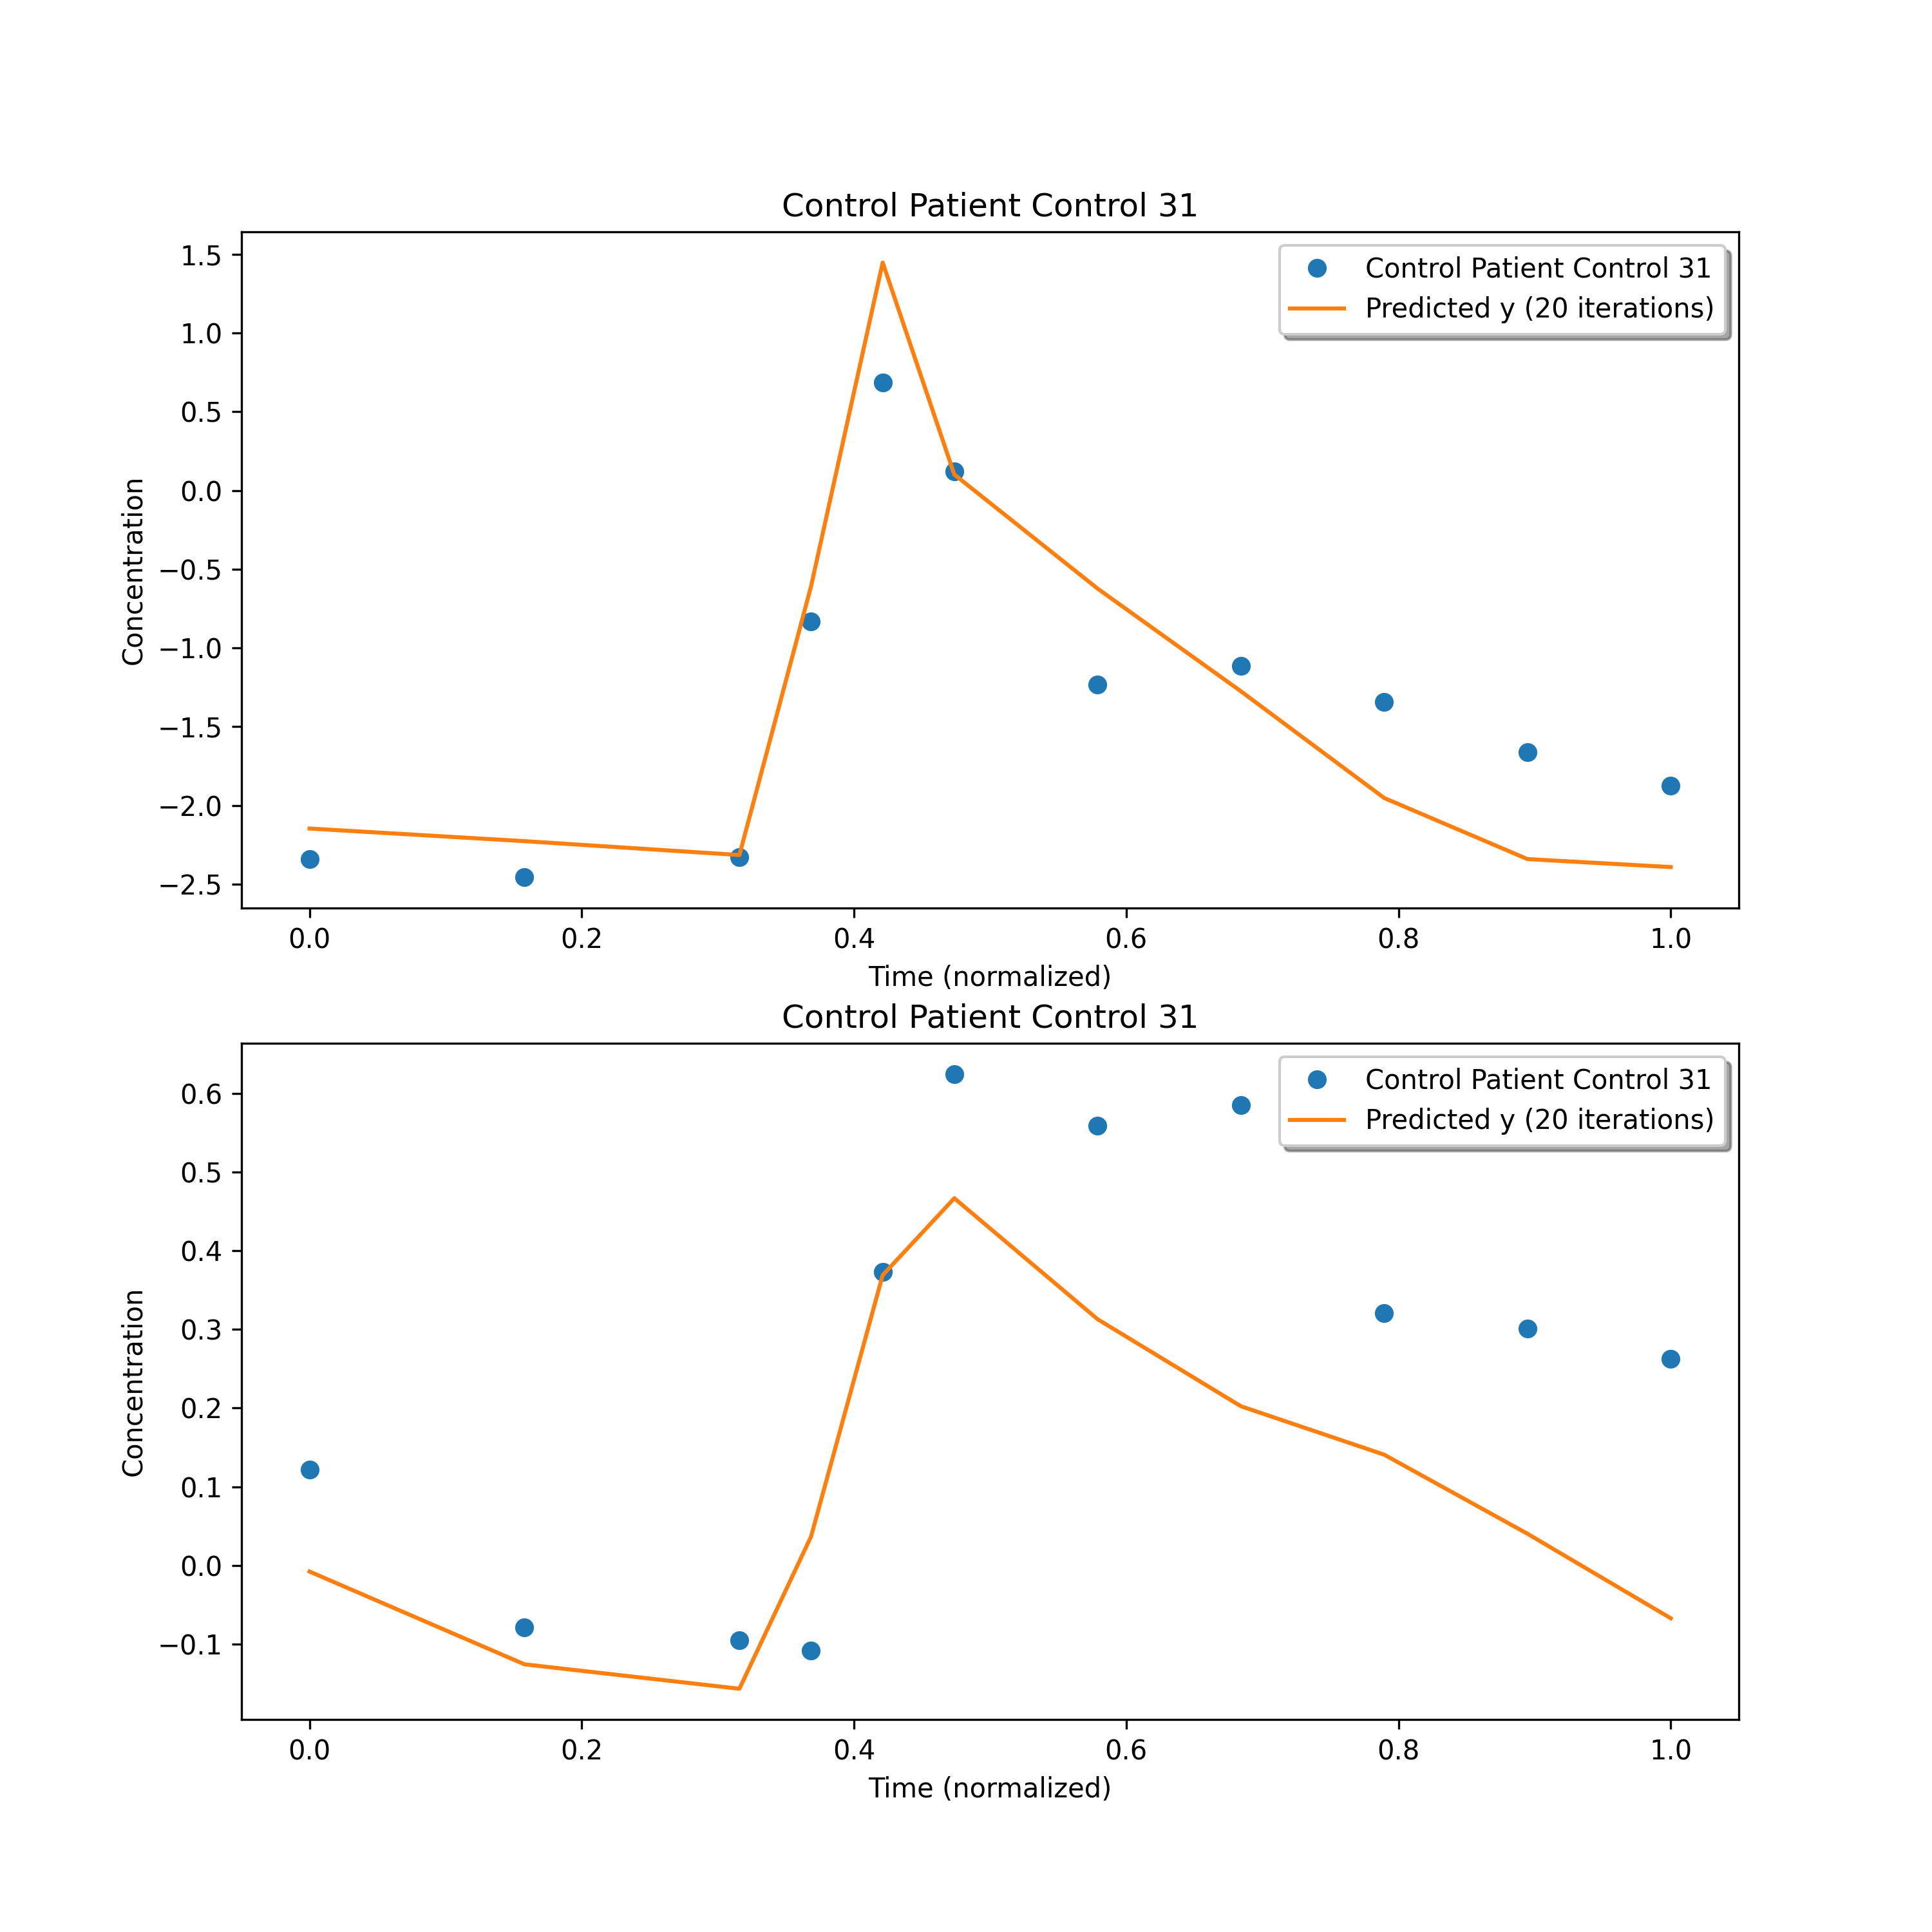 Control Patient Control 31
Control Patient Control 31
Predicted y (20 iterations)
1.5
1.0
0.5
0.0
−0.5
−1.0
−1.5
−2.0
−2.5
Concentration
0.0 0.2 0.4 0.6 0.8 1.0
Time (normalized)
Control Patient Control 31
Control Patient Control 31
Predicted y (20 iterations)
0.6
0.5
0.4
0.3
0.2
0.1
0.0
−0.1
Concentration
0.0 0.2 0.4 0.6 0.8 1.0
Time (normalized)